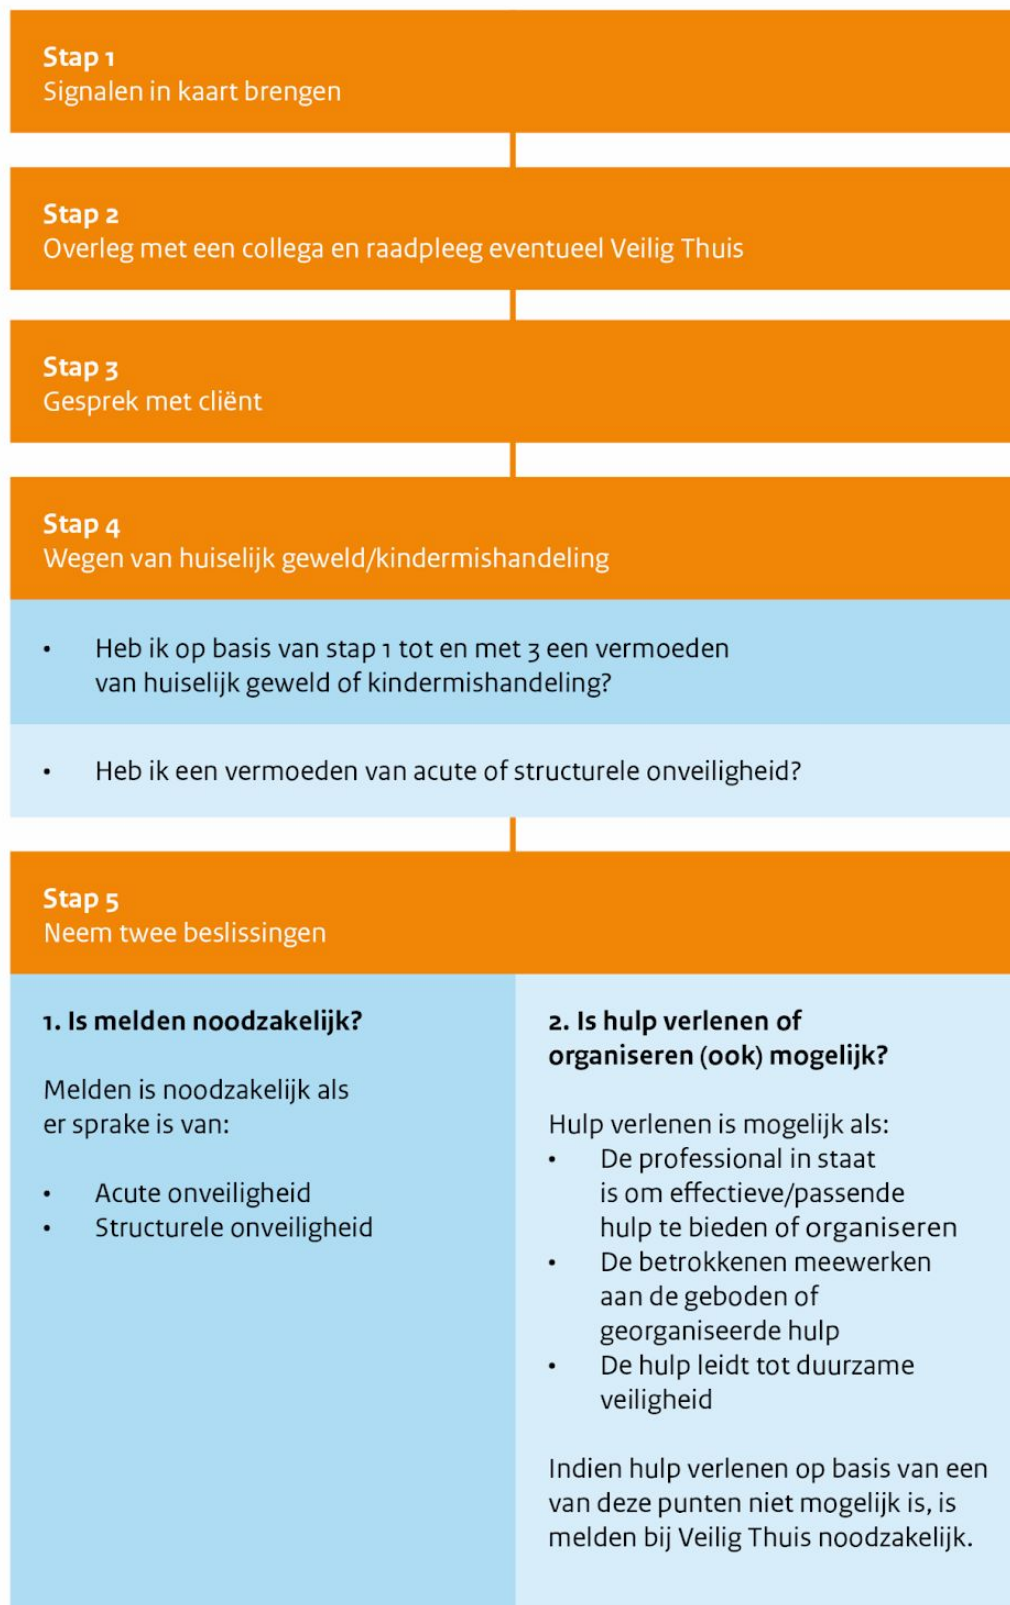 Stap 1
Signalen in kaart brengen
Stap 2
Overleg met een collega en raadpleeg eventueel Veilig Thuis
Stap 3
Gesprek met cliënt
Stap 4
Wegen van huiselijk geweld/kindermishandeling
• Heb ik op basis van stap 1 tot en met 3 een vermoeden
van huiselijk geweld of kindermishandeling?
• Heb ik een vermoeden van acute of structurele onveiligheid?
Stap 5
Neem twee beslissingen
1. Is melden noodzakelijk?
Melden is noodzakelijk als
er sprake is van:
• Acute onveiligheid
• Structurele onveiligheid
2. Is hulp verlenen of
organiseren (ook) mogelijk?
Hulp verlenen is mogelijk als:
• De professional in staat
is om effectieve/passende
hulp te bieden of organiseren
• De betrokkenen meewerken
aan de geboden of
georganiseerde hulp
• De hulp leidt tot duurzame
veiligheid
Indien hulp verlenen op basis van een
van deze punten niet mogelijk is, is
melden bij Veilig Thuis noodzakelijk.